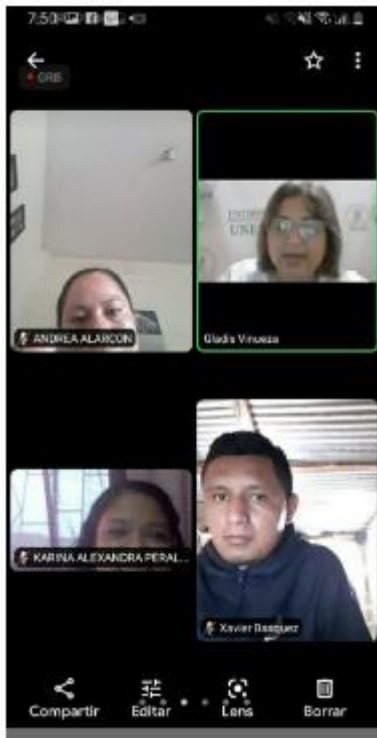 7:50
GRB
ANDREA ALARCON
Gladis Vinueza
KARINA ALEXANDRA PERAL...
Xavier Basquez
Compartir
Editar
Lens
Borrar